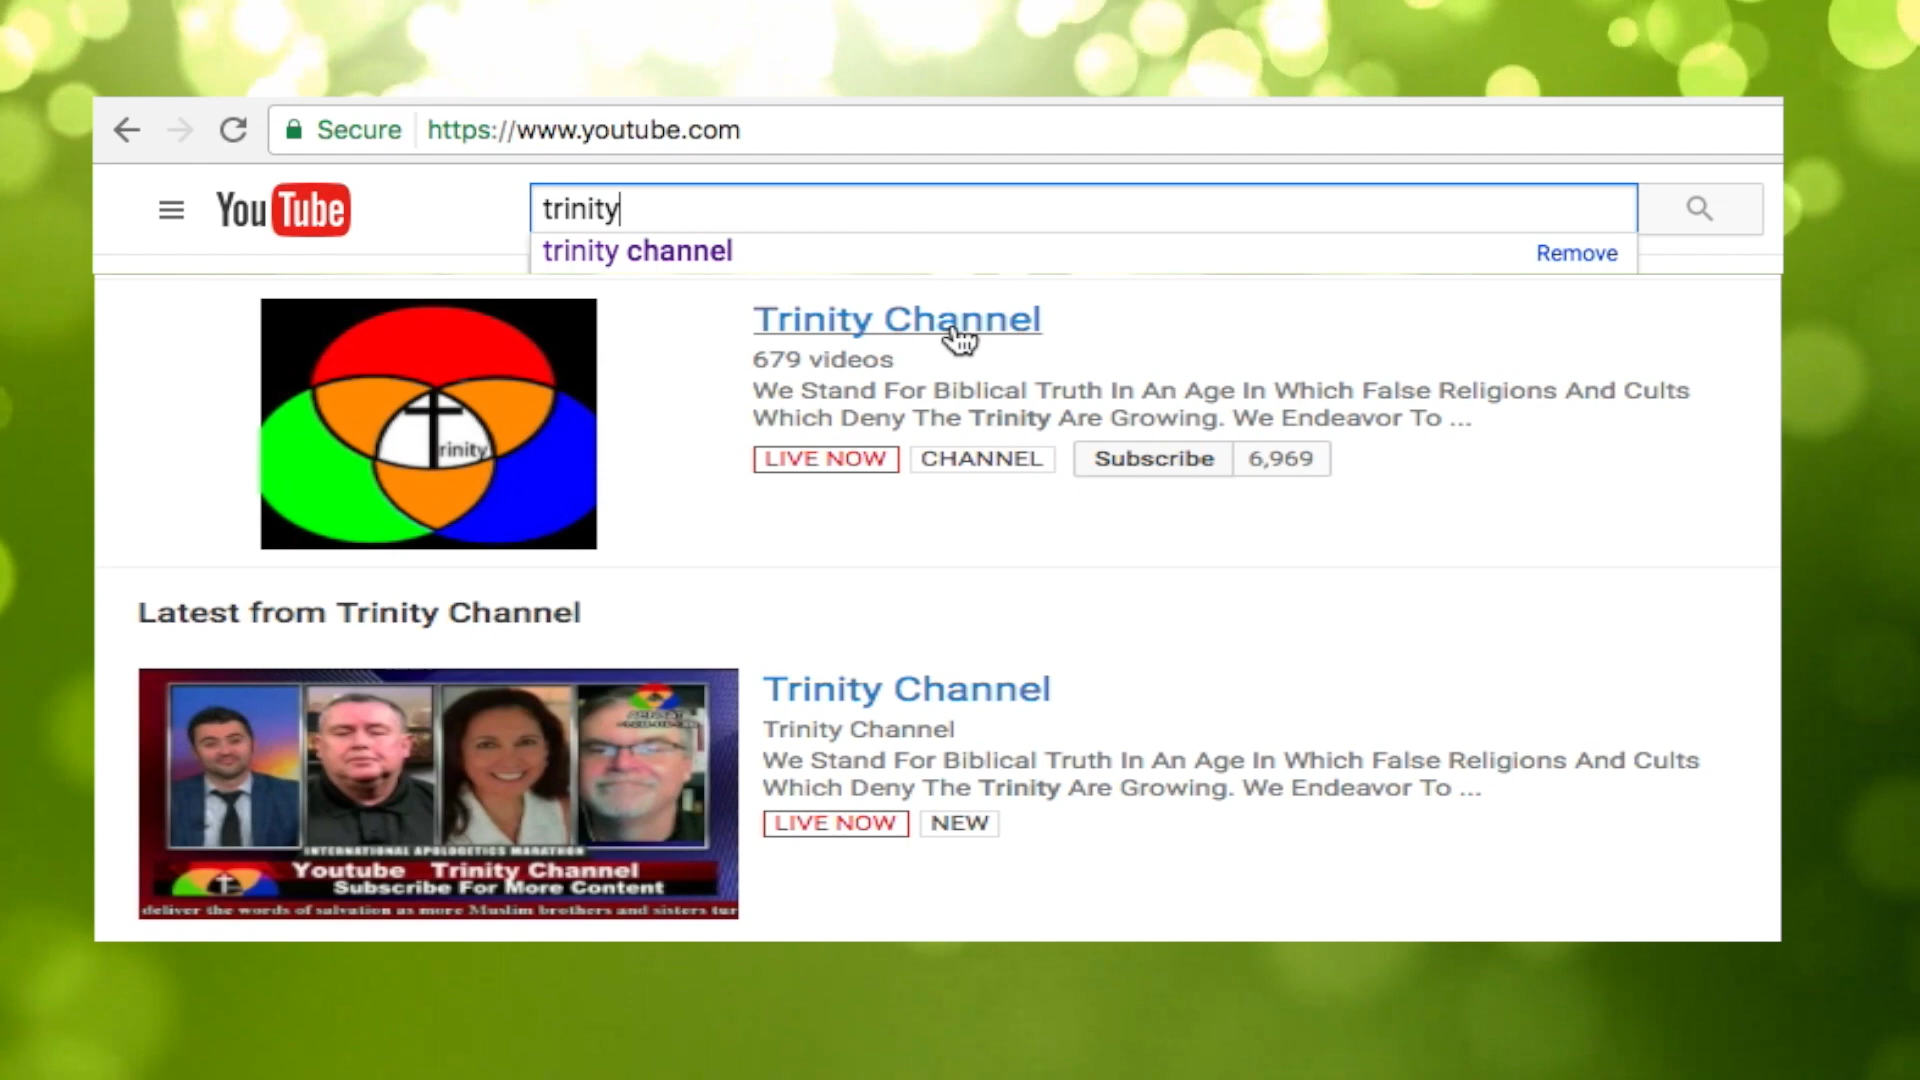 Secure https://www.youtube.com
YouTube
trinity
trinity channel Remove
Trinity Channel
679 videos
We Stand For Biblical Truth In An Age In Which False Religions And Cults
Which Deny The Trinity Are Growing. We Endeavor To ...
LIVE NOW CHANNEL Subscribe 6,969
rinity
Latest from Trinity Channel
Trinity Channel
Trinity Channel
We Stand For Biblical Truth In An Age In Which False Religions And Cults
Which Deny The Trinity Are Growing. We Endeavor To ...
LIVE NOW NEW
INTERNATIONAL APOLOGETICS MARATHON
Youtube Trinity Channel
Subscribe For More Content
deliver the words of salvation as more Muslim brothers and sisters tur